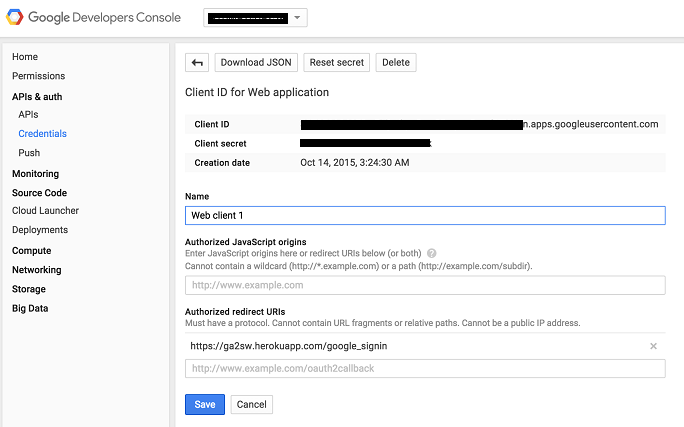 Google Developers Console
Home
Permissions
APIs & auth
APIs
Credentials
Push
Monitoring
Source Code
Cloud Launcher
Deployments
Compute
Networking
Storage
Big Data
Download JSON
Reset secret
Delete
Client ID for Web application
Client ID
n.apps.googleusercontent.com
Client secret
Creation date
Oct 14, 2015, 3:24:30 AM
Name
Web client 1
Authorized JavaScript origins
Enter JavaScript origins here or redirect URIs below (or both) ?
Cannot contain a wildcard (http://*.example.com) or a path (http://example.com/subdir).
http://www.example.com
Authorized redirect URIs
Must have a protocol. Cannot contain URL fragments or relative paths. Cannot be a public IP address.
https://ga2sw.herokuapp.com/google_signin
http://www.example.com/oauth2callback
Save
Cancel